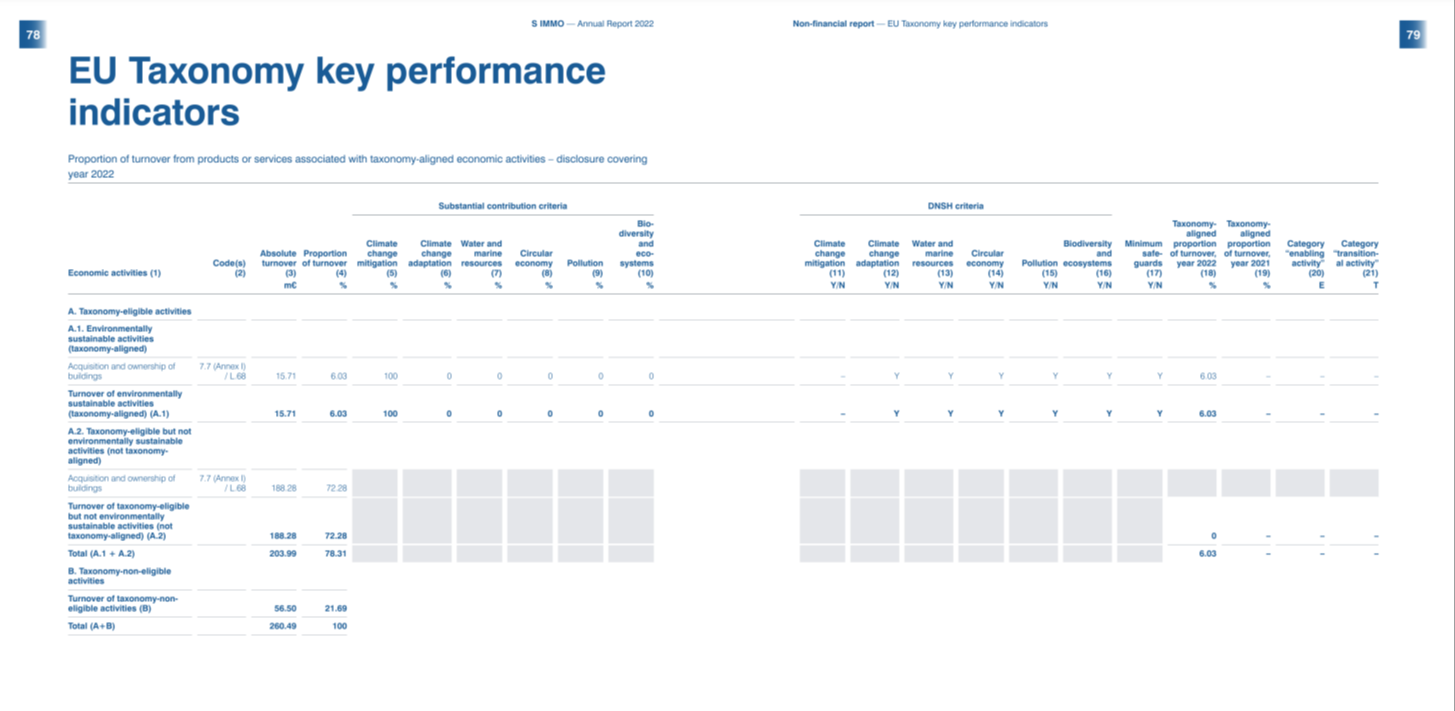 78
S IMMO — Annual Report 2022
Non-financial report — EU Taxonomy key performance indicators
79
EU Taxonomy key performance
indicators
Proportion of turnover from products or services associated with taxonomy-aligned economic activities – disclosure covering
year 2022
Substantial contribution criteria
DNSH criteria
Economic activities (1)
Code(s)
(2)
Absolute
turnover
(3)
m€
Proportion
of turnover
(4)
%
Climate
change
mitigation
(5)
%
Climate
change
adaptation
(6)
%
Water and
marine
resources
(7)
%
Circular
economy
(8)
%
Pollution
(9)
%
Bio-
diversity
and
eco-
systems
(10)
%
Climate
change
mitigation
(11)
Y/N
Climate
change
adaptation
(12)
Y/N
Water and
marine
resources
(13)
Y/N
Circular
economy
(14)
Y/N
Pollution
(15)
Y/N
Biodiversity
and
ecosystems
(16)
Y/N
Minimum
safe-
guards
(17)
Y/N
Taxonomy-
aligned
proportion
of turnover,
year 2022
(18)
%
Taxonomy-
aligned
proportion
of turnover,
year 2021
(19)
%
Category
"enabling
activity"
(20)
E
Category
"transition-
al activity"
(21)
T
A. Taxonomy-eligible activities
A.1. Environmentally
sustainable activities
(taxonomy-aligned)
Acquisition and ownership of
buildings
7.7 (Annex I)
/ L.68
15.71 6.03 100 0 0 0 0 0 – Y Y Y Y Y Y 6.03 – – –
Turnover of environmentally
sustainable activities
(taxonomy-aligned) (A.1) 15.71 6.03 100 0 0 0 0 0 – Y Y Y Y Y Y 6.03 – – –
A.2. Taxonomy-eligible but not
environmentally sustainable
activities (not taxonomy-
aligned)
Acquisition and ownership of
buildings
7.7 (Annex I)
/ L.68
188.28 72.28
Turnover of taxonomy-eligible
but not environmentally
sustainable activities (not
taxonomy-aligned) (A.2) 188.28 72.28 0 – – –
Total (A.1 + A.2) 203.99 78.31 6.03 – – –
B. Taxonomy-non-eligible
activities
Turnover of taxonomy-non-
eligible activities (B) 56.50 21.69
Total (A+B) 260.49 100